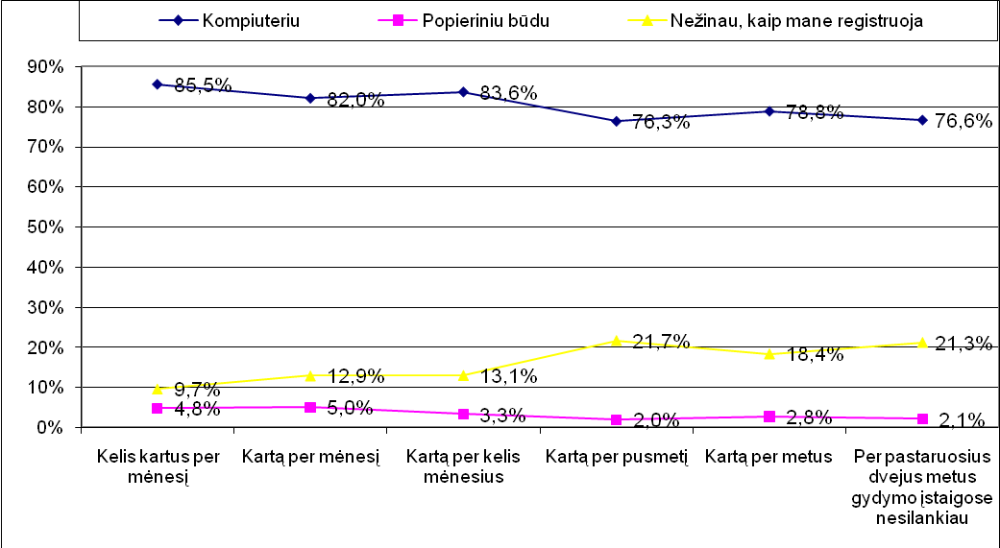 Kompiuteriu
Popieriniu būdu
Nežinau, kaip mane registruoja
90%
80%
70%
60%
50%
40%
30%
20%
10%
0%
85,5%
82,0%
83,6%
76,3%
78,8%
76,6%
9,7%
12,9%
13,1%
21,7%
18,4%
21,3%
4,8%
5,0%
3,3%
2,0%
2,8%
2,1%
Kelis kartus per
mėnesį
Kartą per mėnesį
Kartą per kelis
mėnesius
Kartą per pusmetį
Kartą per metus
Per pastaruosius
dvejus metus
gydymo įstaigose
nesilankiau